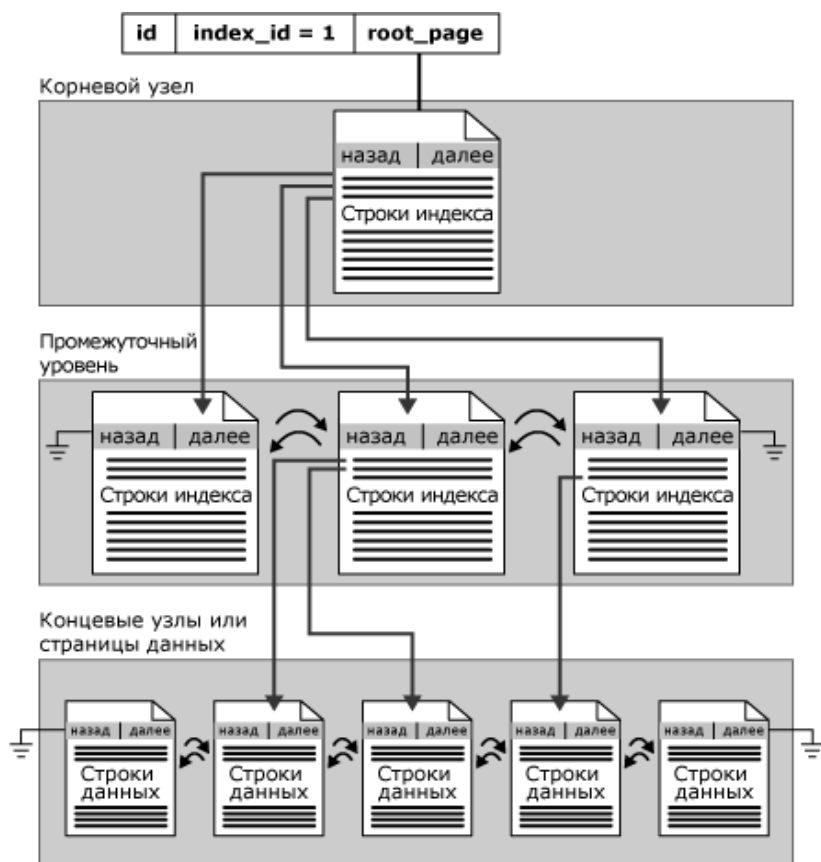 id index_id = 1 root_page
Корневой узел
назад далее
Строки индекса
Промежуточный
уровень
назад далее назад далее назад далее
Строки индекса Строки индекса Строки индекса
Концевые узлы или
страницы данных
назад далее назад далее назад далее назад далее назад далее
Строки Строки Строки Строки Строки
данных данных данных данных данных